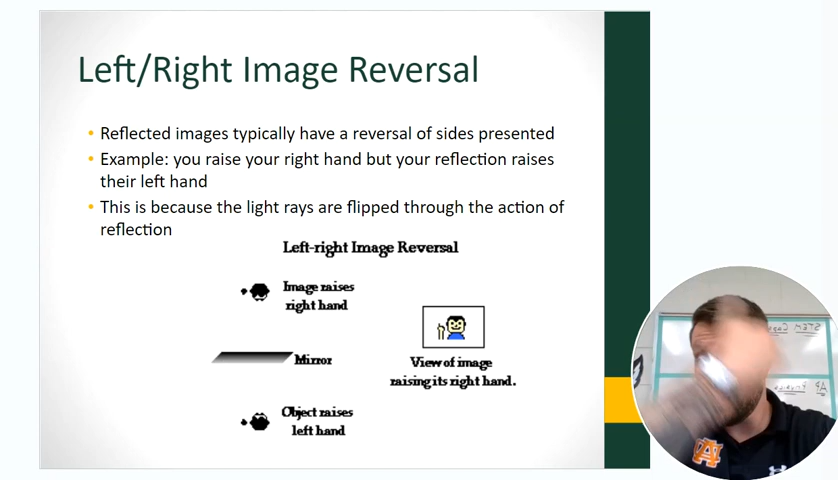 Left/Right Image Reversal
• Reflected images typically have a reversal of sides presented
• Example: you raise your right hand but your reflection raises
their left hand
• This is because the light rays are flipped through the action of
reflection
Left-right Image Reversal
Image raises
right hand
Mirror
View of image
raising its right hand.
Object raises
left hand